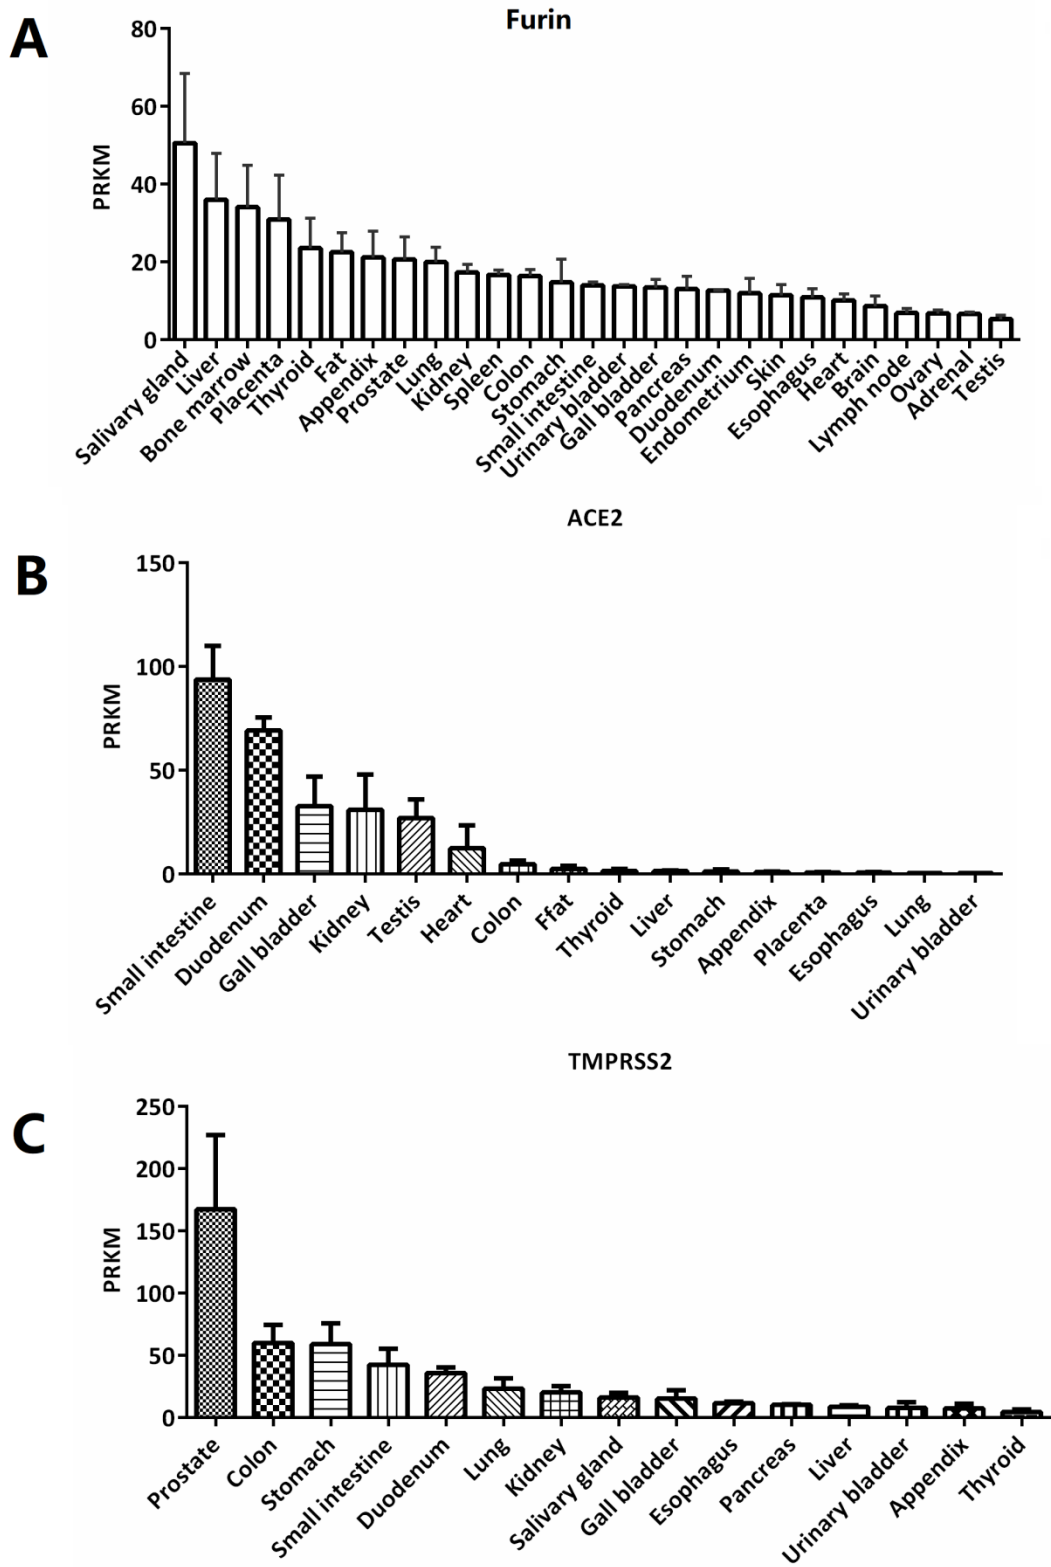 A
Furin
PRKM
80
60
40
20
0
Salivary gland
Liver
Bone marrow
Placenta
Thyroid
Fat
Appendix
Prostate
Lung
Kidney
Spleen
Colon
Stomach
Small intestine
Urinary bladder
Gall bladder
Pancreas
Duodenum
Endometrium
Skin
Esophagus
Heart
Brain
Lymph node
Ovary
Adrenal
Testis
B
ACE2
PRKM
150
100
50
0
Small intestine
Duodenum
Gall bladder
Kidney
Testis
Heart
Colon
Ffat
Thyroid
Liver
Stomach
Appendix
Placenta
Esophagus
Lung
Urinary bladder
C
TMPRSS2
PRKM
250
200
150
100
50
0
Prostate
Colon
Stomach
Small intestine
Duodenum
Lung
Kidney
Salivary gland
Gall bladder
Esophagus
Pancreas
Liver
Urinary bladder
Appendix
Thyroid